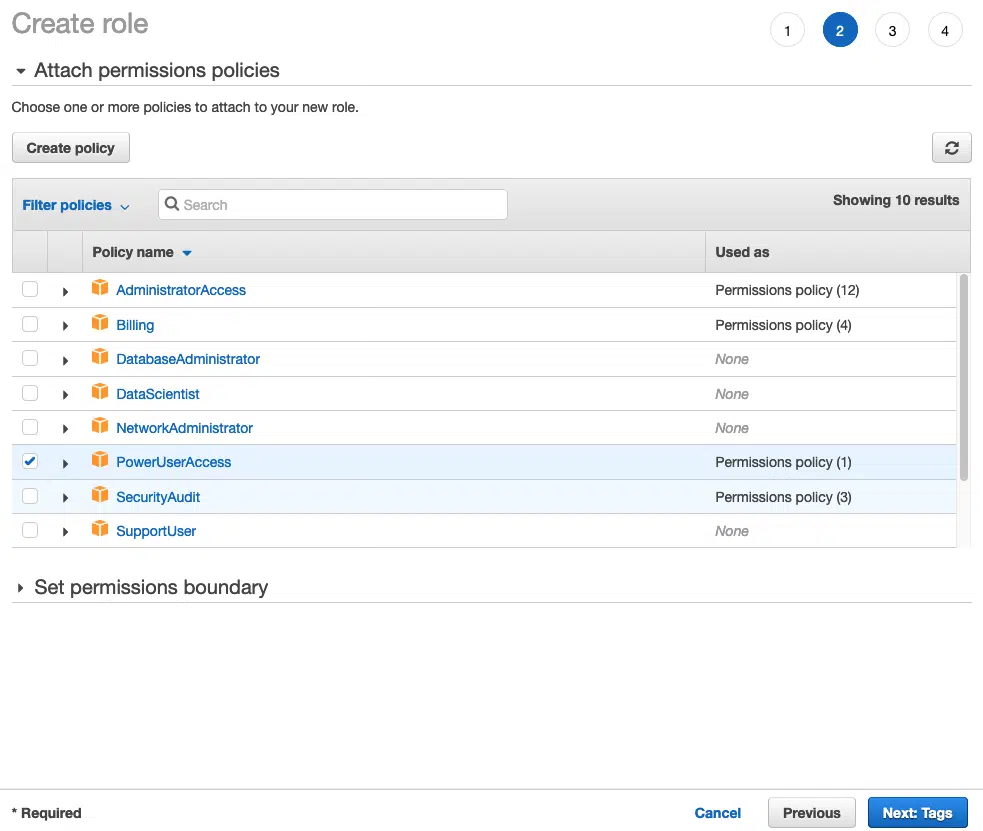 Create role
1 2 3 4
Attach permissions policies
Choose one or more policies to attach to your new role.
Create policy
Filter policies Search Showing 10 results
Policy name Used as
AdministratorAccess Permissions policy (12)
Billing Permissions policy (4)
DatabaseAdministrator None
DataScientist None
NetworkAdministrator None
PowerUserAccess Permissions policy (1)
SecurityAudit Permissions policy (3)
SupportUser None
Set permissions boundary
* Required Cancel Previous Next: Tags